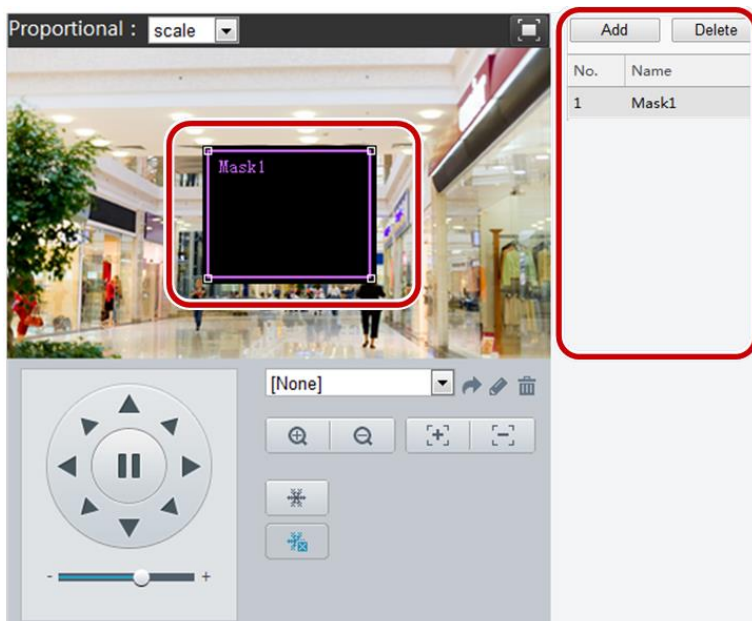 Proportional : scale
Add Delete
No. Name
1 Mask1
Mask1
[None]
- +